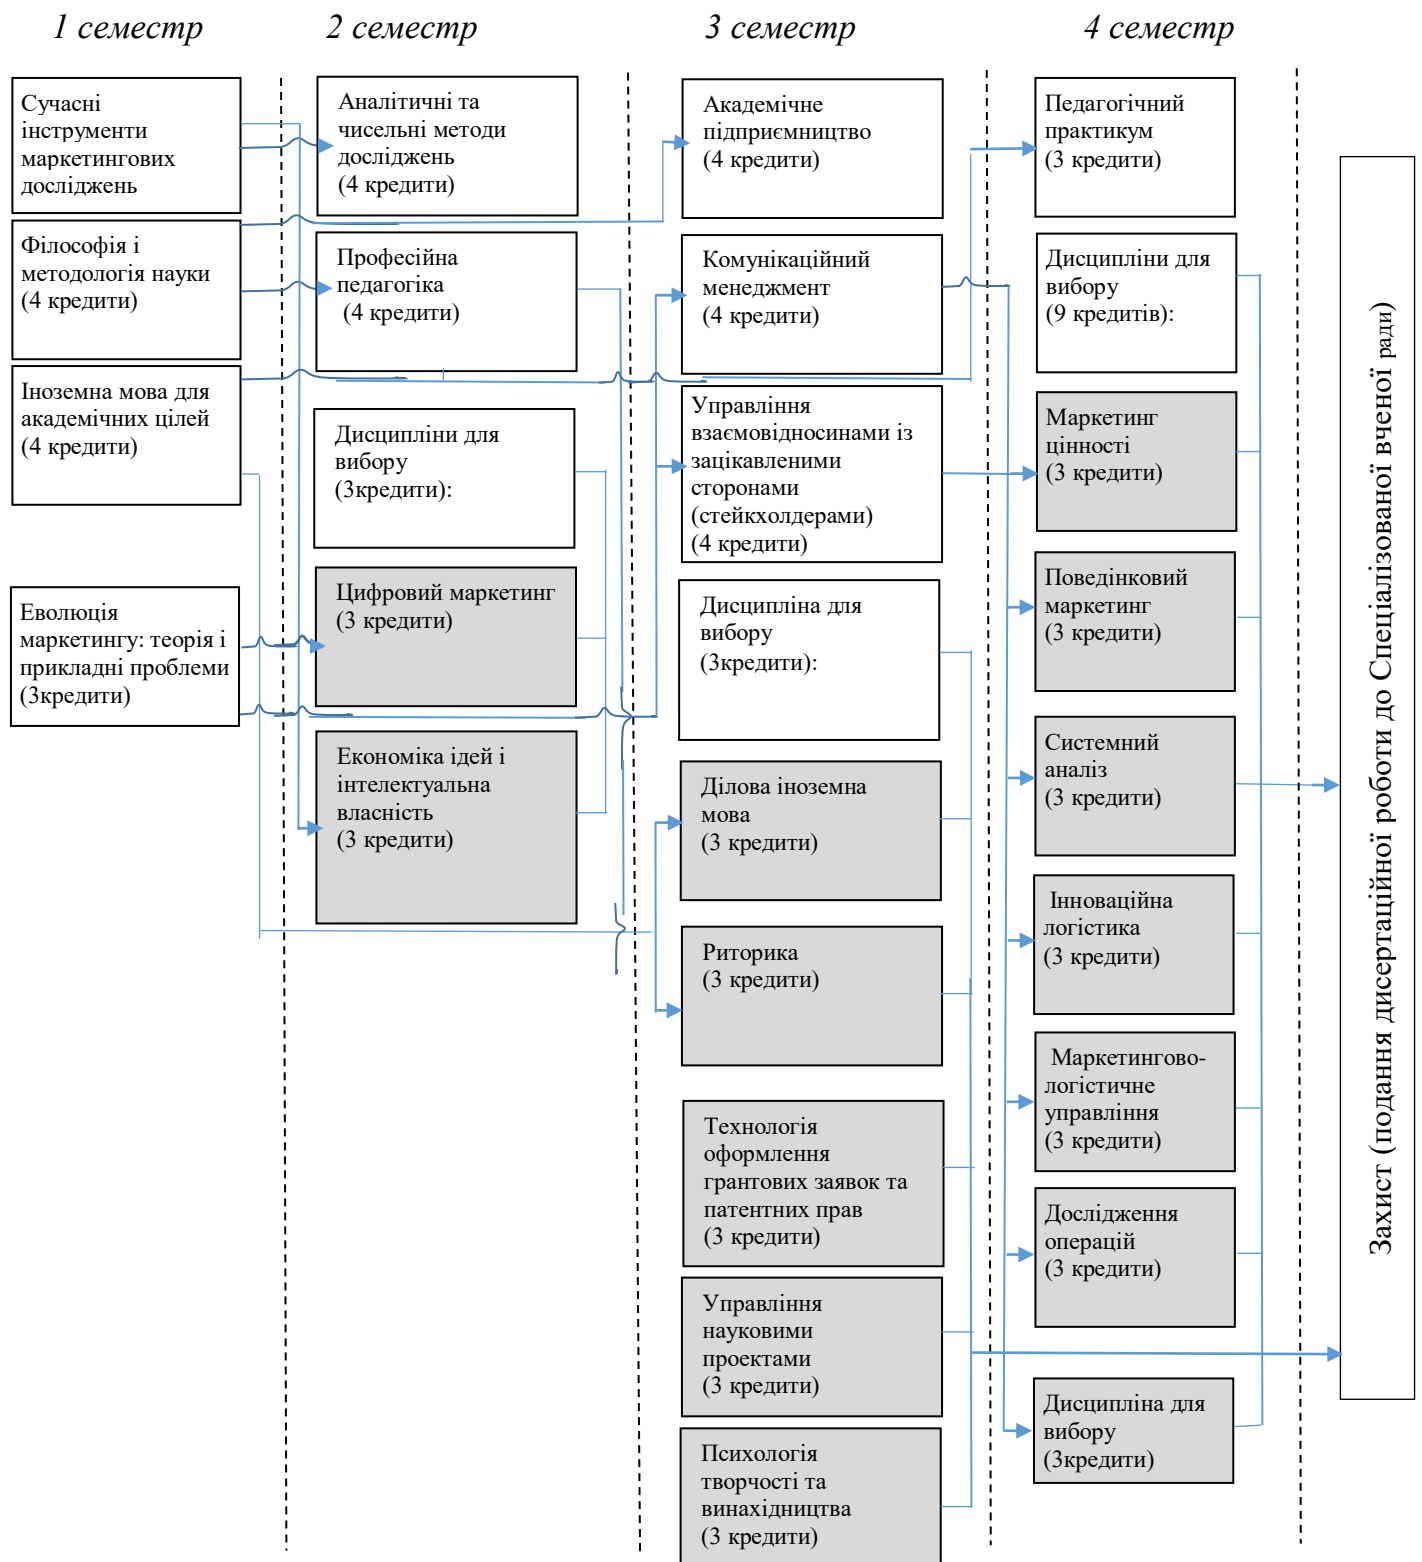 1 семестр
2 семестр
3 семестр
4 семестр
Сучасні
інструменти
маркетингових
досліджень
Філософія і
методологія науки
(4 кредити)
Іноземна мова для
академічних цілей
(4 кредити)
Еволюція
маркетингу: теорія і
прикладні проблеми
(3кредити)
Аналітичні та
чисельні методи
досліджень
(4 кредити)
Професійна
педагогіка
(4 кредити)
Дисципліни для
вибору
(3кредити):
Цифровий маркетинг
(3 кредити)
Економіка ідей і
інтелектуальна
власність
(3 кредити)
Академічне
підприємництво
(4 кредити)
Комунікаційний
менеджмент
(4 кредити)
Управління
взаємовідносинами із
зацікавленими
сторонами
(стейкхолдерами)
(4 кредити)
Дисципліна для
вибору
(3кредити):
Ділова іноземна
мова
(3 кредити)
Риторика
(3 кредити)
Технологія
оформлення
грантових заявок та
патентних прав
(3 кредити)
Управління
науковими
проектами
(3 кредити)
Психологія
творчості та
винахідництва
(3 кредити)
Педагогічний
практикум
(3 кредити)
Дисципліни для
вибору
(9 кредитів):
Маркетинг
цінності
(3 кредити)
Поведінковий
маркетинг
(3 кредити)
Системний
аналіз
(3 кредити)
Інноваційна
логістика
(3 кредити)
Маркетингово-
логістичне
управління
(3 кредити)
Дослідження
операцій
(3 кредити)
Дисципліна для
вибору
(3кредити)
Захист (подання дисертаційної роботи до Спеціалізованої вченої ради)